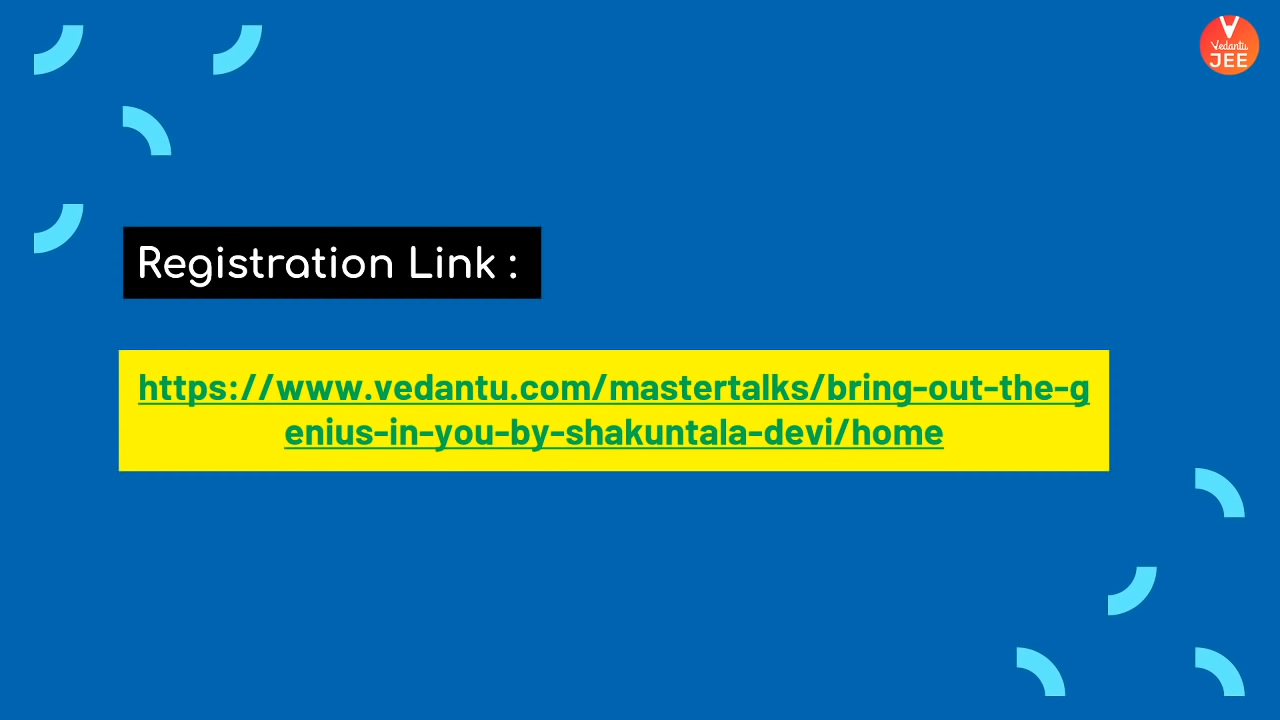 Vedantu
JEE
Registration Link :
https://www.vedantu.com/mastertalks/bring-out-the-g
enius-in-you-by-shakuntala-devi/home